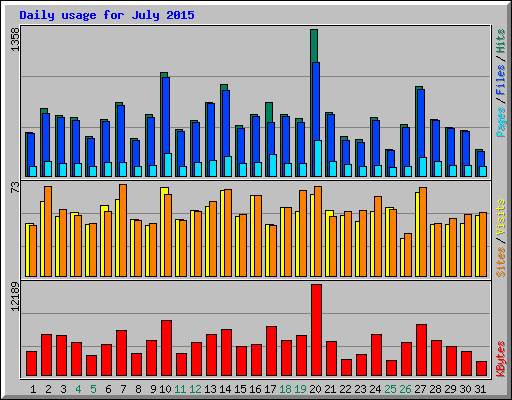 Daily usage for July 2015
1358
Pages / Files / Hits
73
Sites / Visits
12189
KBytes
1 2 3 4 5 6 7 8 9 10 11 12 13 14 15 16 17 18 19 20 21 22 23 24 25 26 27 28 29 30 31